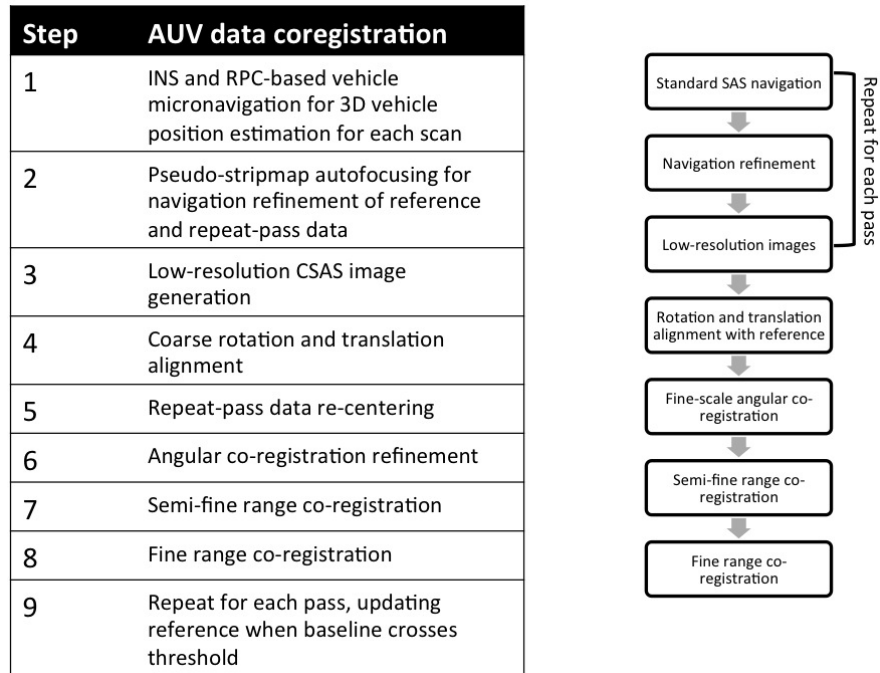 Step AUV data coregistration
1 INS and RPC-based vehicle
micronavigation for 3D vehicle
position estimation for each scan
2 Pseudo-stripmap autofocusing for
navigation refinement of reference
and repeat-pass data
3 Low-resolution CSAS image
generation
4 Coarse rotation and translation
alignment
5 Repeat-pass data re-centering
6 Angular co-registration refinement
7 Semi-fine range co-registration
8 Fine range co-registration
9 Repeat for each pass, updating
reference when baseline crosses
threshold
Standard SAS navigation
Navigation refinement
Low-resolution images
Repeat for each pass
Rotation and translation
alignment with reference
Fine-scale angular co-
registration
Semi-fine range co-
registration
Fine range co-
registration